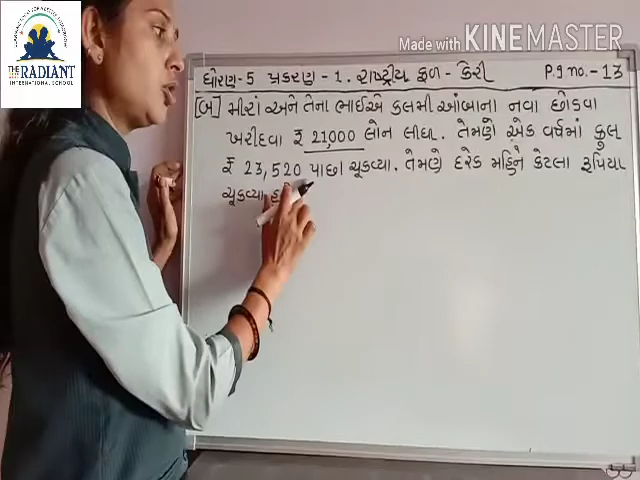 Made with KINEMASTER
THE RADIANT
INTERNATIONAL SCHOOL
ધોરણ - 5 પ્રકરણ - 1. રાષ્ટ્રીય ફળ - કેરી P.g no. - 13
[બ] મીરાં અને તેના ભાઈએ કલમી આંબાના નવા છોડવા
ખરીદવા ₹ 21,000 લોન લીધા. તેમણે એક વર્ષમાં કુલ
₹ 23,520 પાછા ચૂકવ્યા. તેમણે દરેક મહિને કેટલા રૂપિયા
ચૂકવ્યા